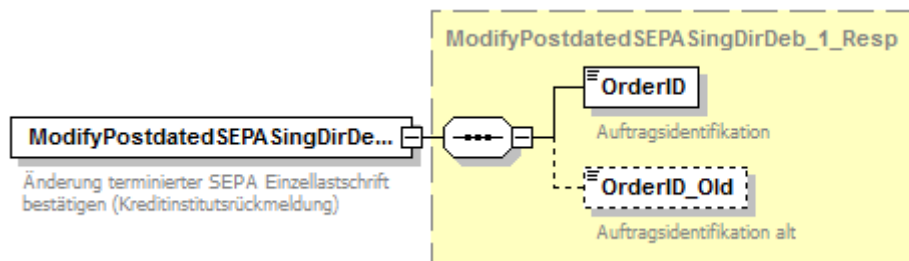 ModifyPostdatedSEPASingDirDeb_1_Resp
OrderID
Auftragsidentifikation
ModifyPostdatedSEPASingDirDe...
Änderung terminierter SEPA Einzellastschrift
bestätigen (Kreditinstitutsrückmeldung)
OrderID_Old
Auftragsidentifikation alt